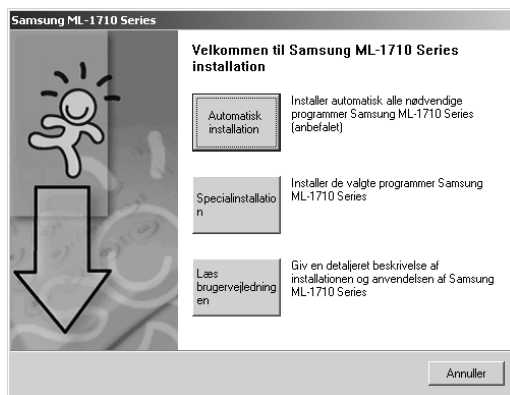 Samsung ML-1710 Series
Velkommen til Samsung ML-1710 Series
installation
Automatisk
installation
Installer automatisk alle nødvendige
programmer Samsung ML-1710 Series
(anbefalet)
Specialinstallatio
n
Installer de valgte programmer Samsung
ML-1710 Series
Læs
brugervejledning
en
Giv en detaljeret beskrivelse af
installationen og anvendelsen af Samsung
ML-1710 Series
Annuller